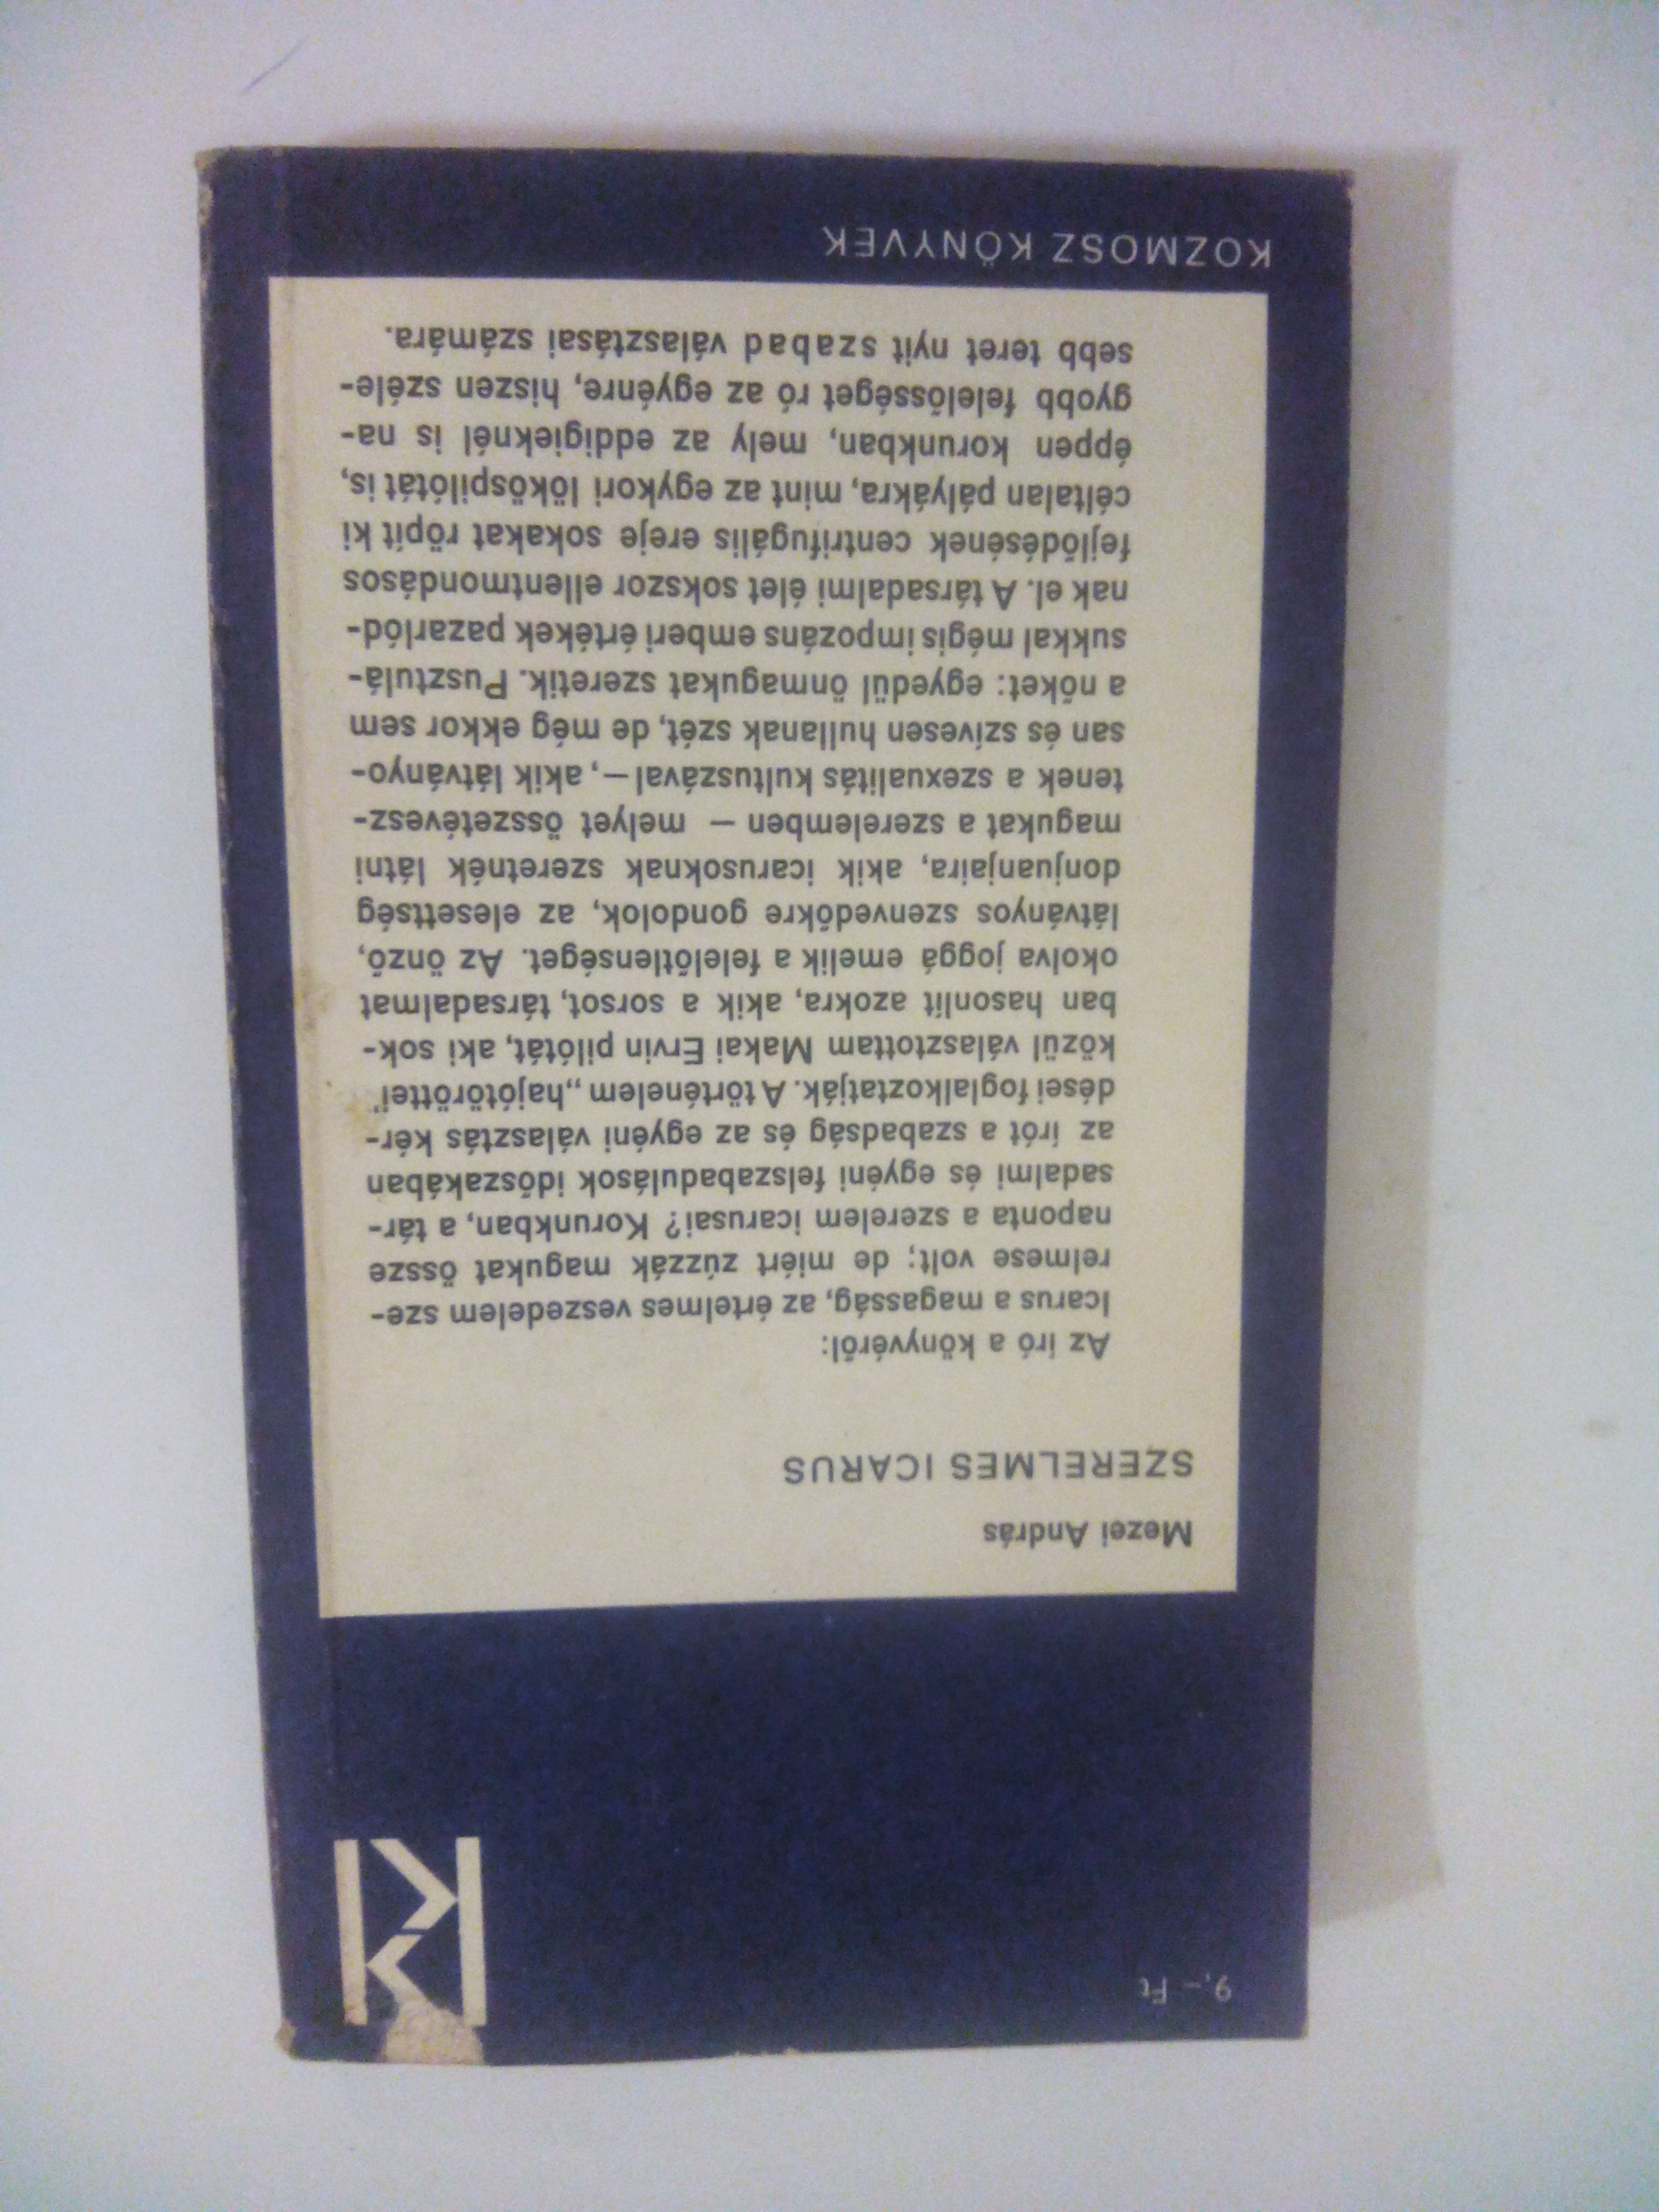 9,– Ft
Mezei András
SZERELMES ICARUS
Az író a könyvéről:
Icarus a magasság, az értelmes veszedelem sze-
relmese volt; de miért zúzzák magukat össze
naponta a szerelem icarusai? Korunkban, a tár-
sadalmi és egyéni felszabadulások időszakában
az írót a szabadság és az egyéni választás kér-
dései foglalkoztatják. A történelem „hajótöröttei"
közül választottam Makai Ervin pilótát, aki sok-
ban hasonlít azokra, akik a sorsot, társadalmat
okolva joggá emelik a felelőtlenséget. Az önző,
látványos szenvedőkre gondolok, az elesettség
donjuanjaira, akik icarusoknak szeretnék látni
magukat a szerelemben – melyet összetévesz-
tenek a szexualitás kultuszával –, akik látványo-
san és szívesen hullanak szét, de még ekkor sem
a nőket: egyedül önmagukat szeretik. Pusztulá-
sukkal mégis impozáns emberi értékek pazarlód-
nak el. A társadalmi élet sokszor ellentmondásos
fejlődésének centrifugális ereje sokakat röpít ki
céltalan pályákra, mint az egykori lökőspilótát is,
éppen korunkban, mely az eddigieknél is na-
gyobb felelősséget ró az egyénre, hiszen széle-
sebb teret nyit szabad választásai számára.
KOZMOSZ KÖNYVEK